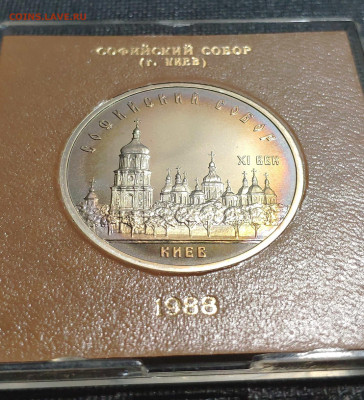 СОФИЙСКИЙ СОБОР
(г. КИЕВ)
СОФИЙСКИЙ СОБОР
XI ВЕК
КИЕВ
1988